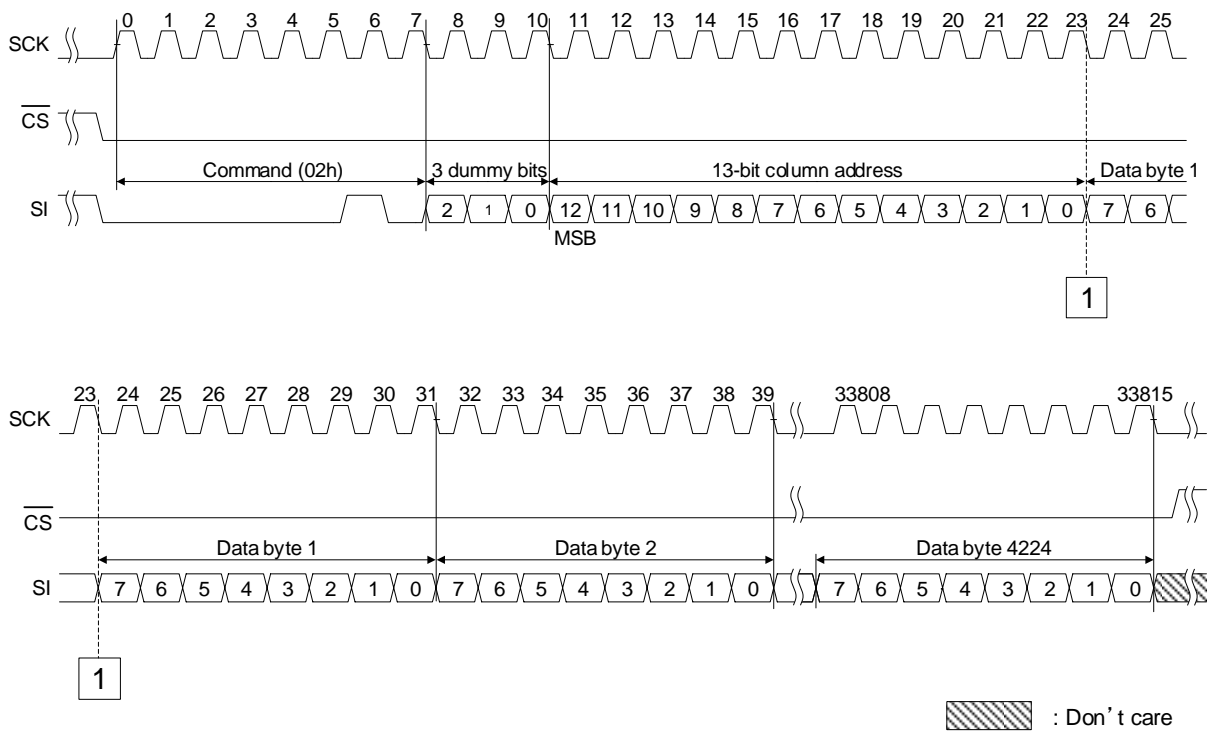 0 1 2 3 4 5 6 7 8 9 10 11 12 13 14 15 16 17 18 19 20 21 22 23 24 25
SCK
CS
Command (02h) 3 dummy bits 13-bit column address Data byte 1
SI 2 1 0 12 11 10 9 8 7 6 5 4 3 2 1 0 7 6
MSB
1
23 24 25 26 27 28 29 30 31 32 33 34 35 36 37 38 39 33808 33815
SCK
CS
Data byte 1 Data byte 2 Data byte 4224
SI 7 6 5 4 3 2 1 0 7 6 5 4 3 2 1 0 7 6 5 4 3 2 1 0
1
: Don’t care